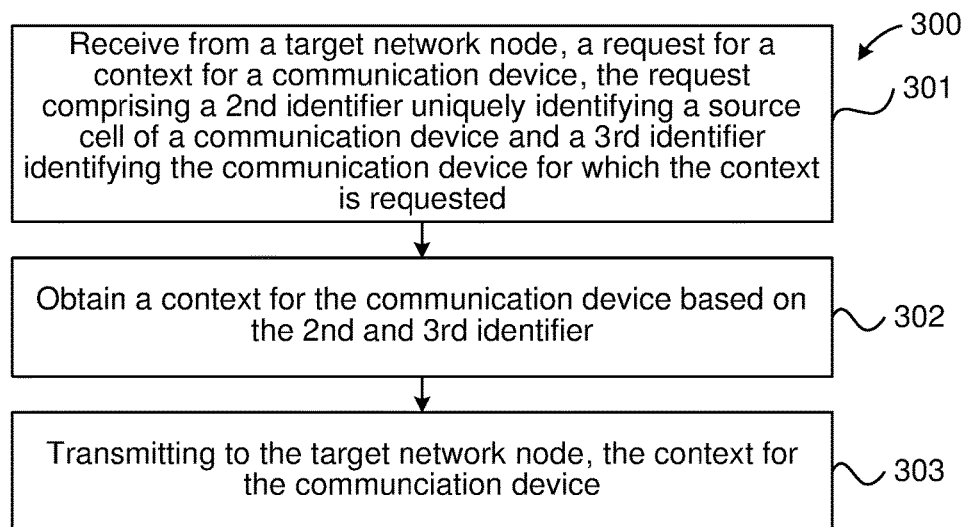 300
Receive from a target network node, a request for a
context for a communication device, the request
comprising a 2nd identifier uniquely identifying a source
cell of a communication device and a 3rd identifier
identifying the communication device for which the context
is requested
301
Obtain a context for the communication device based on
the 2nd and 3rd identifier
302
Transmitting to the target network node, the context for
the communciation device
303